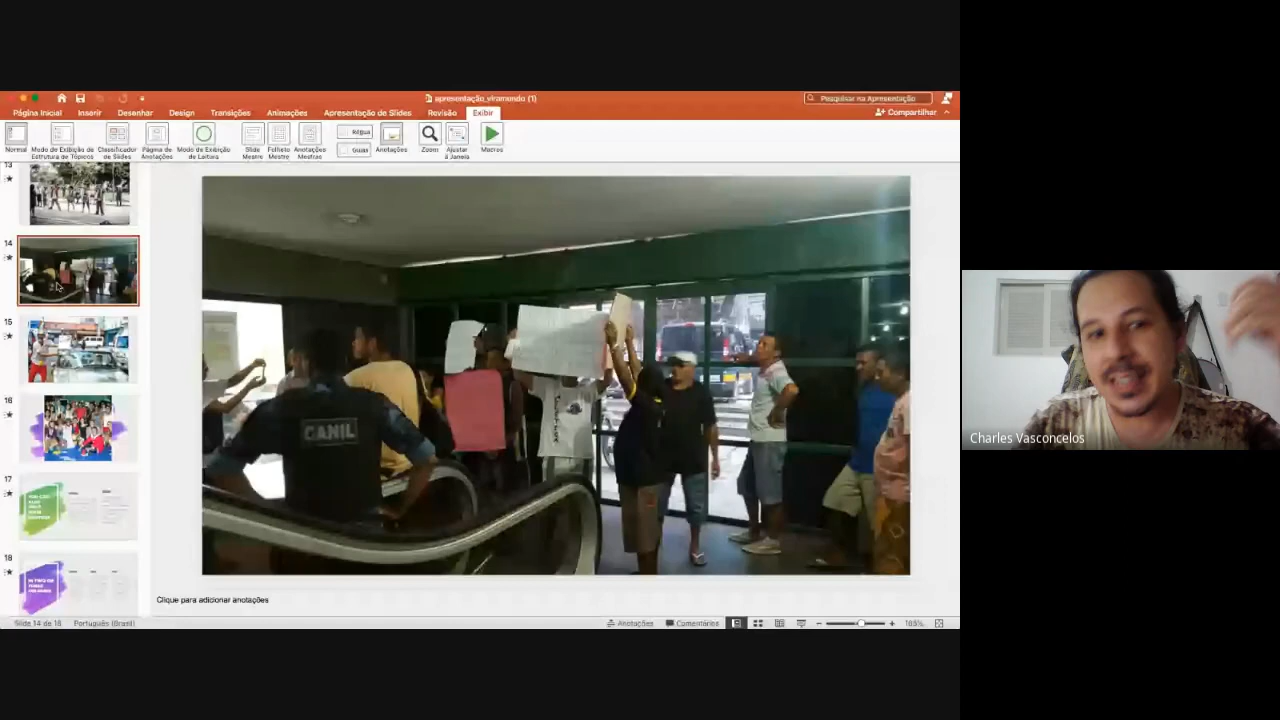 apresentação_viramundo (1)
Pesquisar na Apresentação
Página Inicial
Inserir
Desenhar
Design
Transições
Animações
Apresentação de Slides
Revisão
Exibir
Compartilhar
Normal
Modo de Exibição de
Estrutura de Tópicos
Classificador
de Slides
Página de
Anotações
Modo de Exibição
de Leitura
Slide
Mestre
Folheto
Mestre
Anotações
Mestras
Régua
Guias
Anotações
Zoom
Ajustar
à Janela
Macros
13
14
15
16
17
18
CANIL
Charles Vasconcelos
Clique para adicionar anotações
Slide 14 de 18
Português (Brasil)
Anotações
Comentários